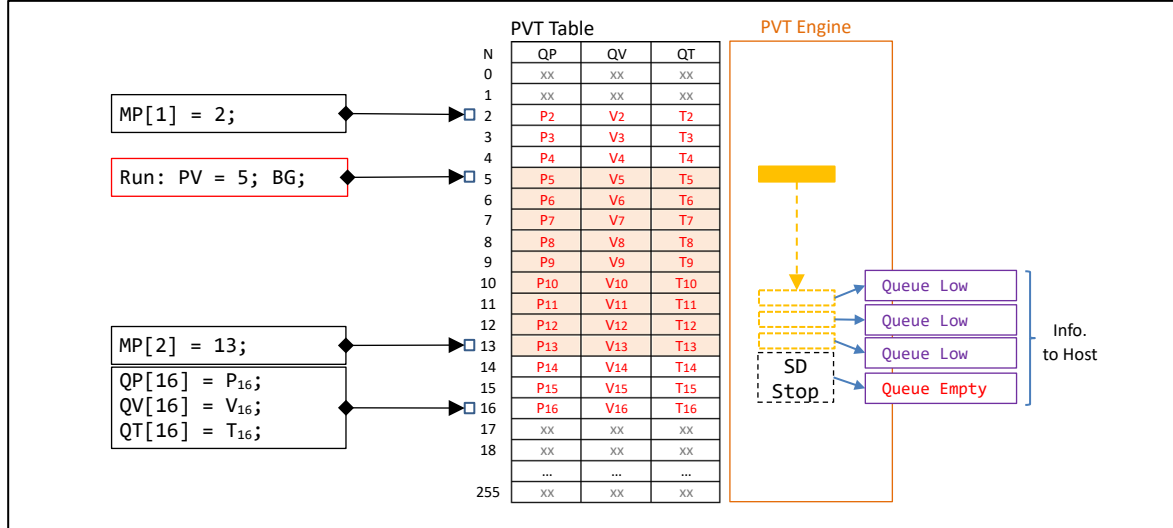 PVT Table
PVT Engine
N QP QV QT
0 xx xx xx
1 xx xx xx
MP[1] = 2;
2 P2 V2 T2
3 P3 V3 T3
4 P4 V4 T4
Run: PV = 5; BG;
5 P5 V5 T5
6 P6 V6 T6
7 P7 V7 T7
8 P8 V8 T8
9 P9 V9 T9
10 P10 V10 T10
11 P11 V11 T11
12 P12 V12 T12
MP[2] = 13;
13 P13 V13 T13
14 P14 V14 T14
15 P15 V15 T15
QP[16] = P16;
QV[16] = V16;
QT[16] = T16;
16 P16 V16 T16
17 xx xx xx
18 xx xx xx
... ... ...
255 xx xx xx
Queue Low
Queue Low
Queue Low
SD
Stop
Queue Empty
Info.
to Host